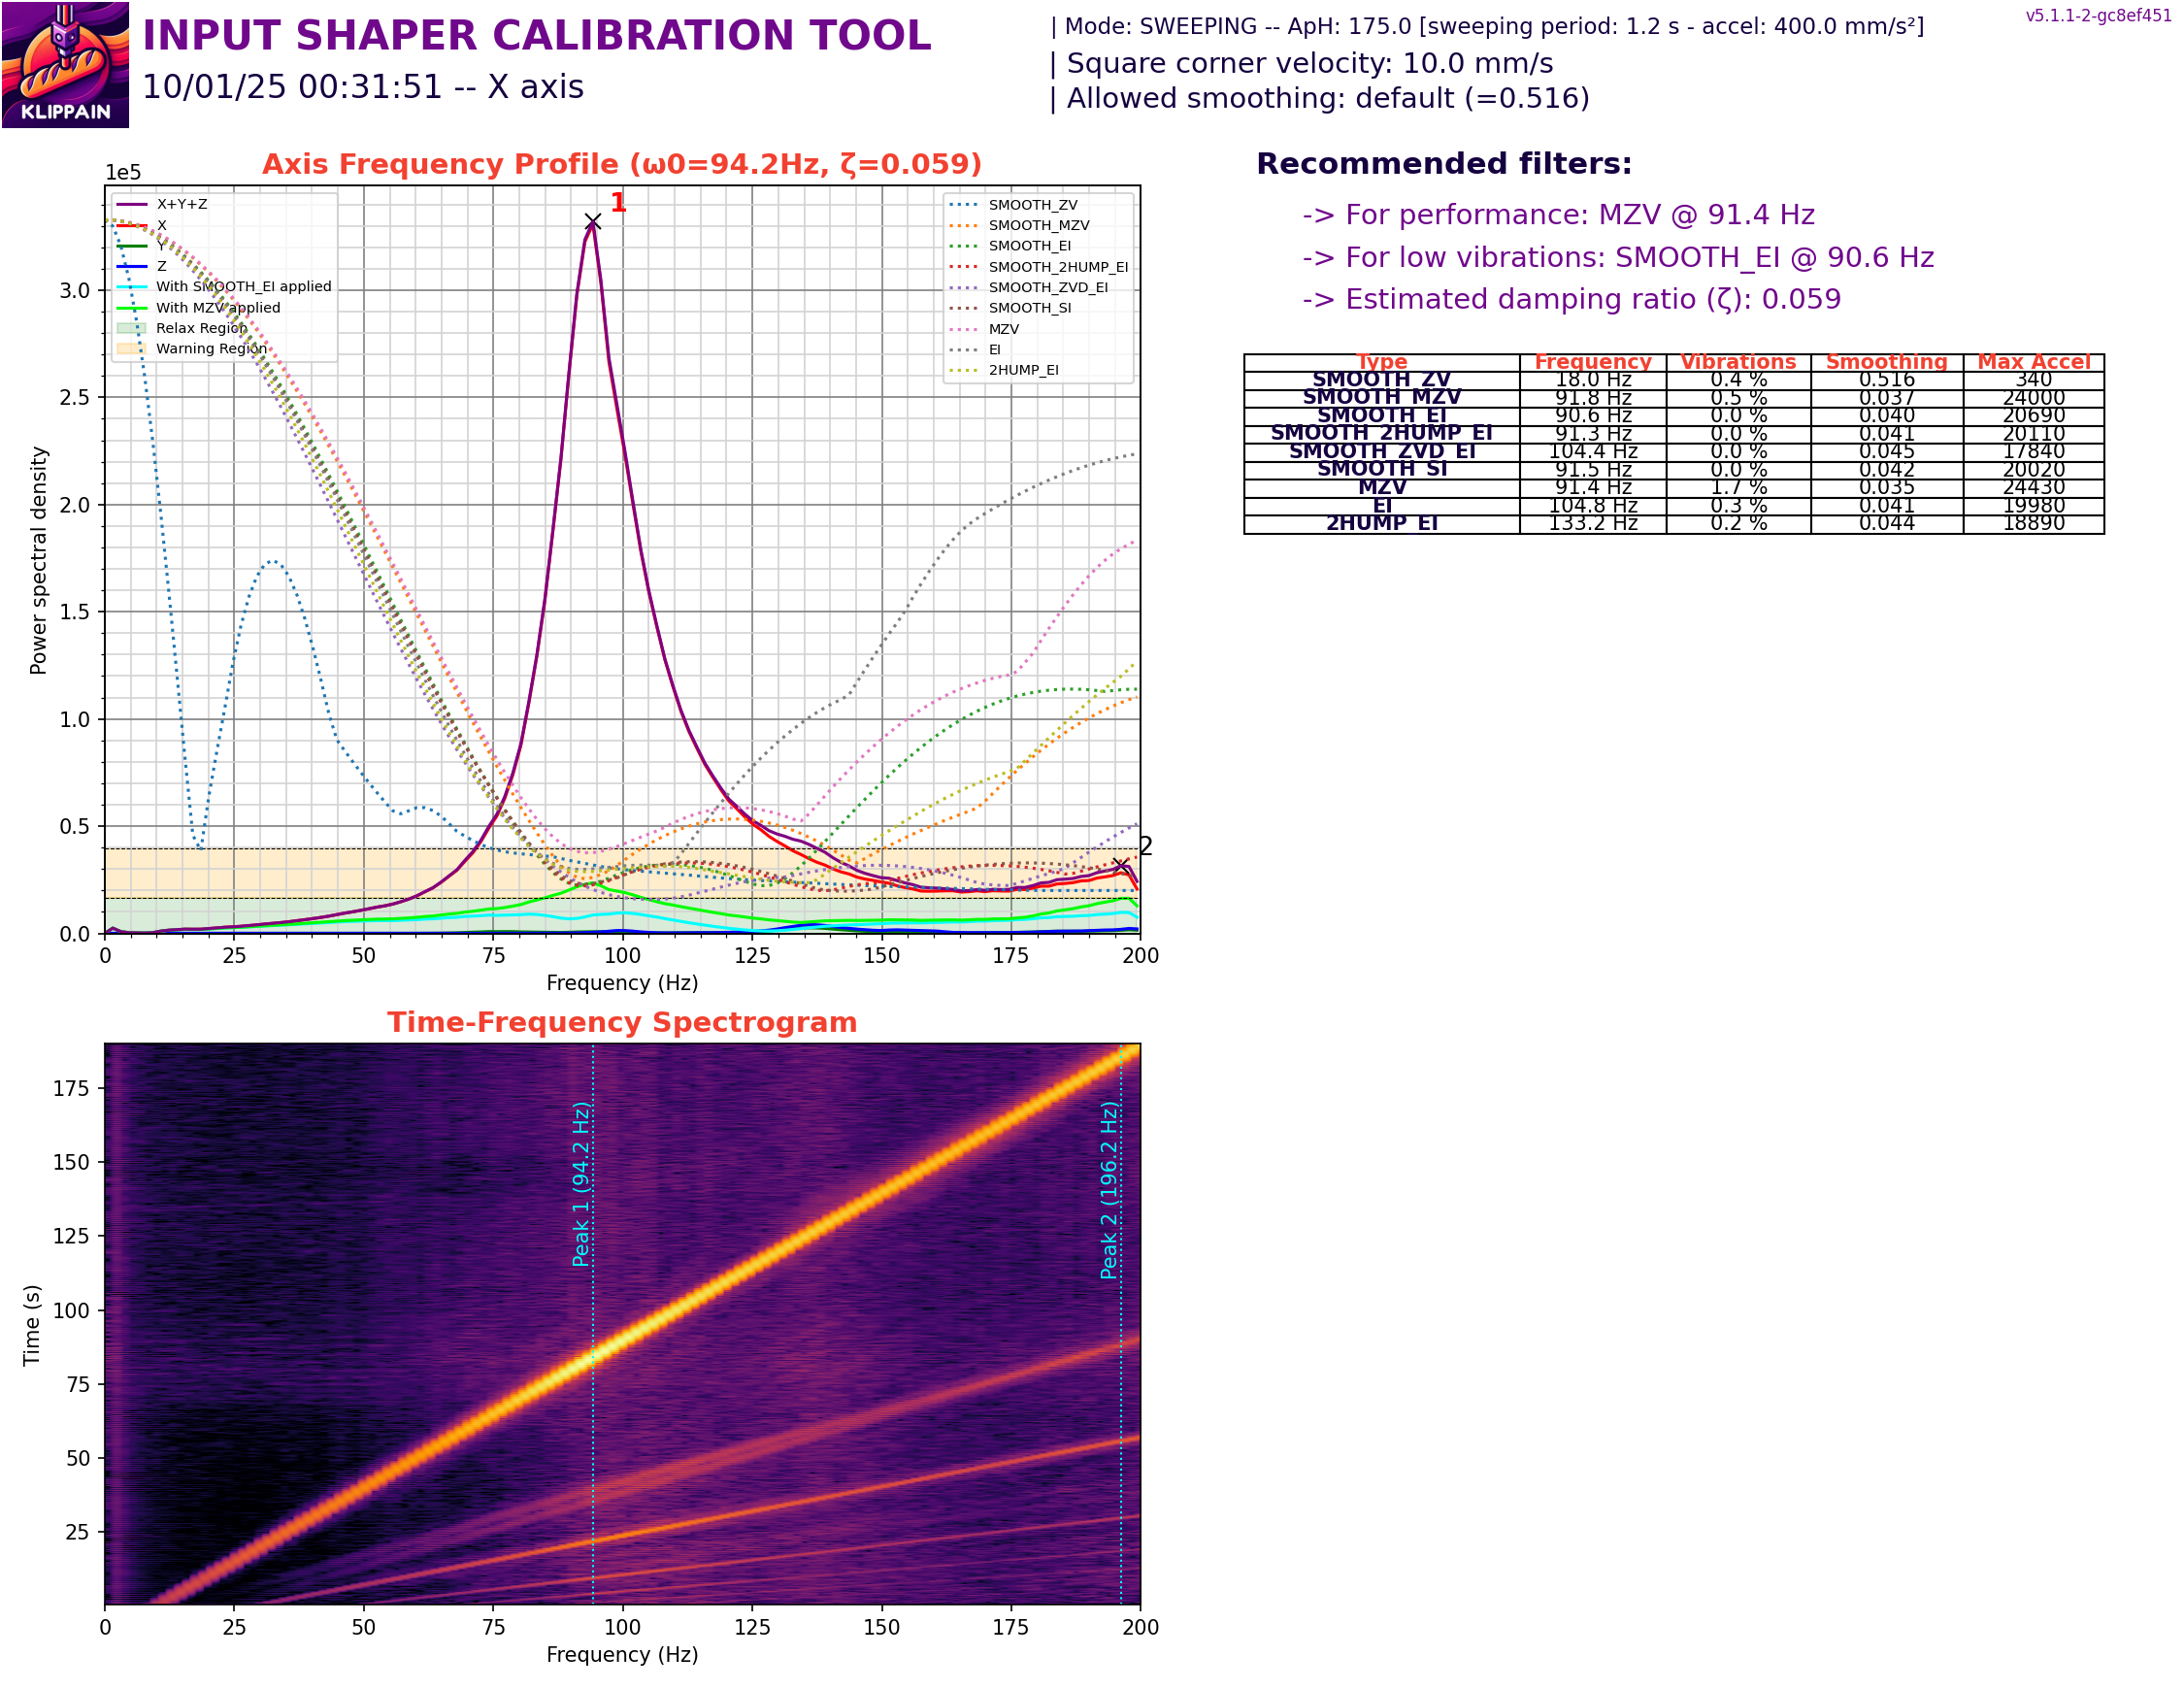 KLIPPAIN
INPUT SHAPER CALIBRATION TOOL
10/01/25 00:31:51 -- X axis
| Mode: SWEEPING -- ApH: 175.0 [sweeping period: 1.2 s - accel: 400.0 mm/s²]
| Square corner velocity: 10.0 mm/s
| Allowed smoothing: default (=0.516)
v5.1.1-2-gc8ef451
Axis Frequency Profile (ω0=94.2Hz, ζ=0.059)
1e5
X+Y+Z
X
Y
Z
With SMOOTH_EI applied
With MZV applied
Relax Region
Warning Region
1
2
SMOOTH_ZV
SMOOTH_MZV
SMOOTH_EI
SMOOTH_2HUMP_EI
SMOOTH_ZVD_EI
SMOOTH_SI
MZV
EI
2HUMP_EI
Power spectral density
3.0
2.5
2.0
1.5
1.0
0.5
0.0
0 25 50 75 100 125 150 175 200
Frequency (Hz)
Recommended filters:
-> For performance: MZV @ 91.4 Hz
-> For low vibrations: SMOOTH_EI @ 90.6 Hz
-> Estimated damping ratio (ζ): 0.059
Type Frequency Vibrations Smoothing Max Accel
SMOOTH_ZV 18.0 Hz 0.4 % 0.516 340
SMOOTH_MZV 91.8 Hz 0.5 % 0.037 24000
SMOOTH_EI 90.6 Hz 0.0 % 0.040 20690
SMOOTH_2HUMP_EI 91.3 Hz 0.0 % 0.041 20110
SMOOTH_ZVD_EI 104.4 Hz 0.0 % 0.045 17840
SMOOTH_SI 91.5 Hz 0.0 % 0.042 20020
MZV 91.4 Hz 1.7 % 0.035 24430
EI 104.8 Hz 0.3 % 0.041 19980
2HUMP_EI 133.2 Hz 0.2 % 0.044 18890
Time-Frequency Spectrogram
Time (s)
175
150
125
100
75
50
25
Peak 1 (94.2 Hz)
Peak 2 (196.2 Hz)
0 25 50 75 100 125 150 175 200
Frequency (Hz)